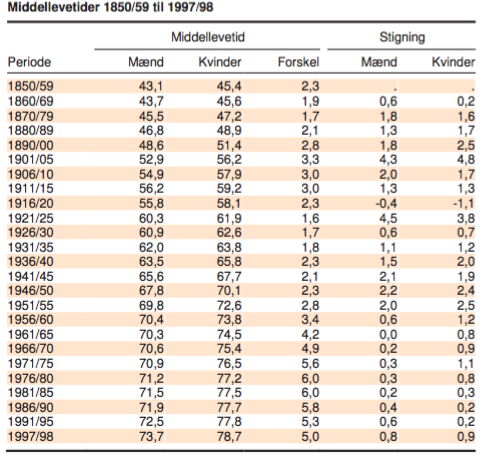 Middellevetider 1850/59 til 1997/98
Middellevetid Stigning
Periode Mænd Kvinder Forskel Mænd Kvinder
1850/59 43,1 45,4 2,3 . .
1860/69 43,7 45,6 1,9 0,6 0,2
1870/79 45,5 47,2 1,7 1,8 1,6
1880/89 46,8 48,9 2,1 1,3 1,7
1890/00 48,6 51,4 2,8 1,8 2,5
1901/05 52,9 56,2 3,3 4,3 4,8
1906/10 54,9 57,9 3,0 2,0 1,7
1911/15 56,2 59,2 3,0 1,3 1,3
1916/20 55,8 58,1 2,3 -0,4 -1,1
1921/25 60,3 61,9 1,6 4,5 3,8
1926/30 60,9 62,6 1,7 0,6 0,7
1931/35 62,0 63,8 1,8 1,1 1,2
1936/40 63,5 65,8 2,3 1,5 2,0
1941/45 65,6 67,7 2,1 2,1 1,9
1946/50 67,8 70,1 2,3 2,2 2,4
1951/55 69,8 72,6 2,8 2,0 2,5
1956/60 70,4 73,8 3,4 0,6 1,2
1961/65 70,3 74,5 4,2 0,0 0,8
1966/70 70,6 75,4 4,9 0,2 0,9
1971/75 70,9 76,5 5,6 0,3 1,1
1976/80 71,2 77,2 6,0 0,3 0,8
1981/85 71,5 77,5 6,0 0,2 0,3
1986/90 71,9 77,7 5,8 0,4 0,2
1991/95 72,5 77,8 5,3 0,6 0,2
1997/98 73,7 78,7 5,0 0,8 0,9